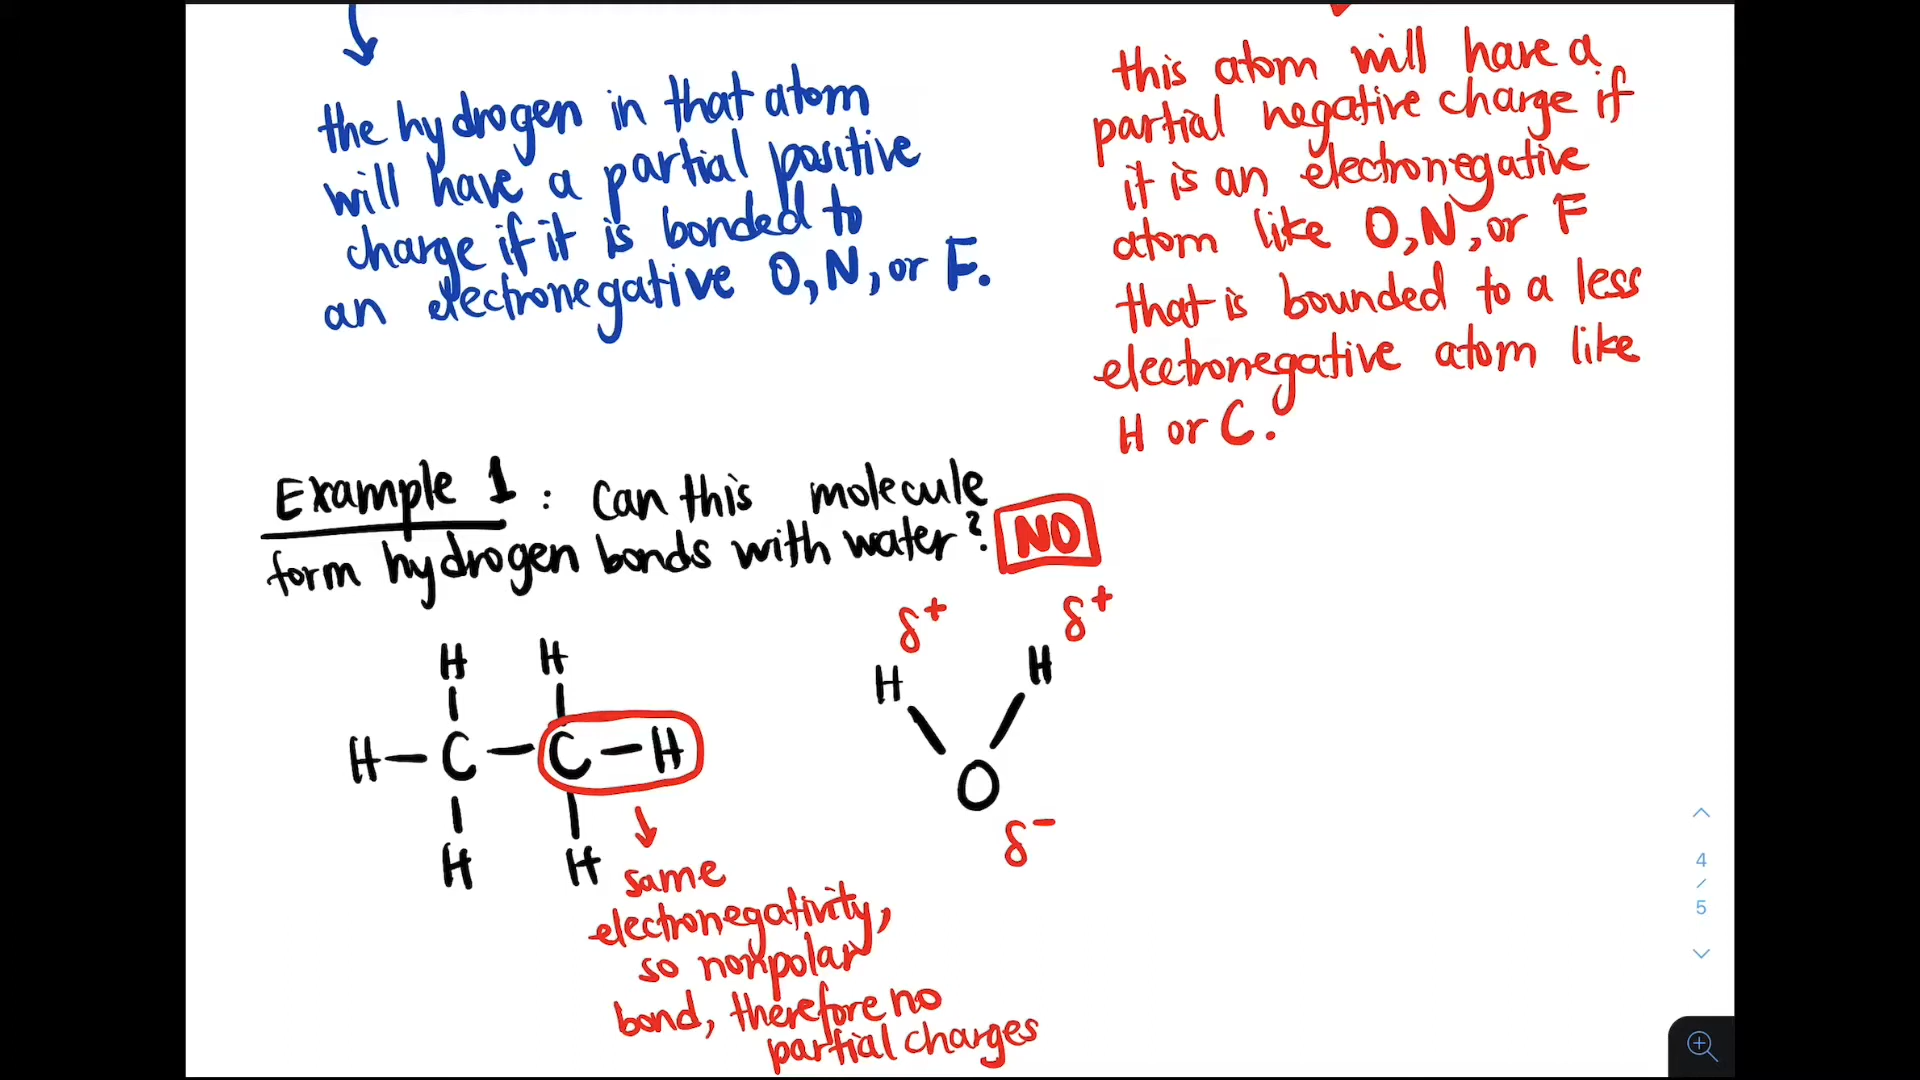 the hydrogen in that atom
will have a partial positive
charge if it is bonded to
an electronegative O, N, or F.
this atom will have a
partial negative charge if
it is an electronegative
atom like O, N, or F
that is bounded to a less
electronegative atom like
H or C.
Example 1 : Can this molecule
form hydrogen bonds with water? NO
H H
H-C-C-H
H H
δ+ δ+
H H
O
δ-
same
electronegativity,
so nonpolar
bond, therefore no
partial charges
4
/
5